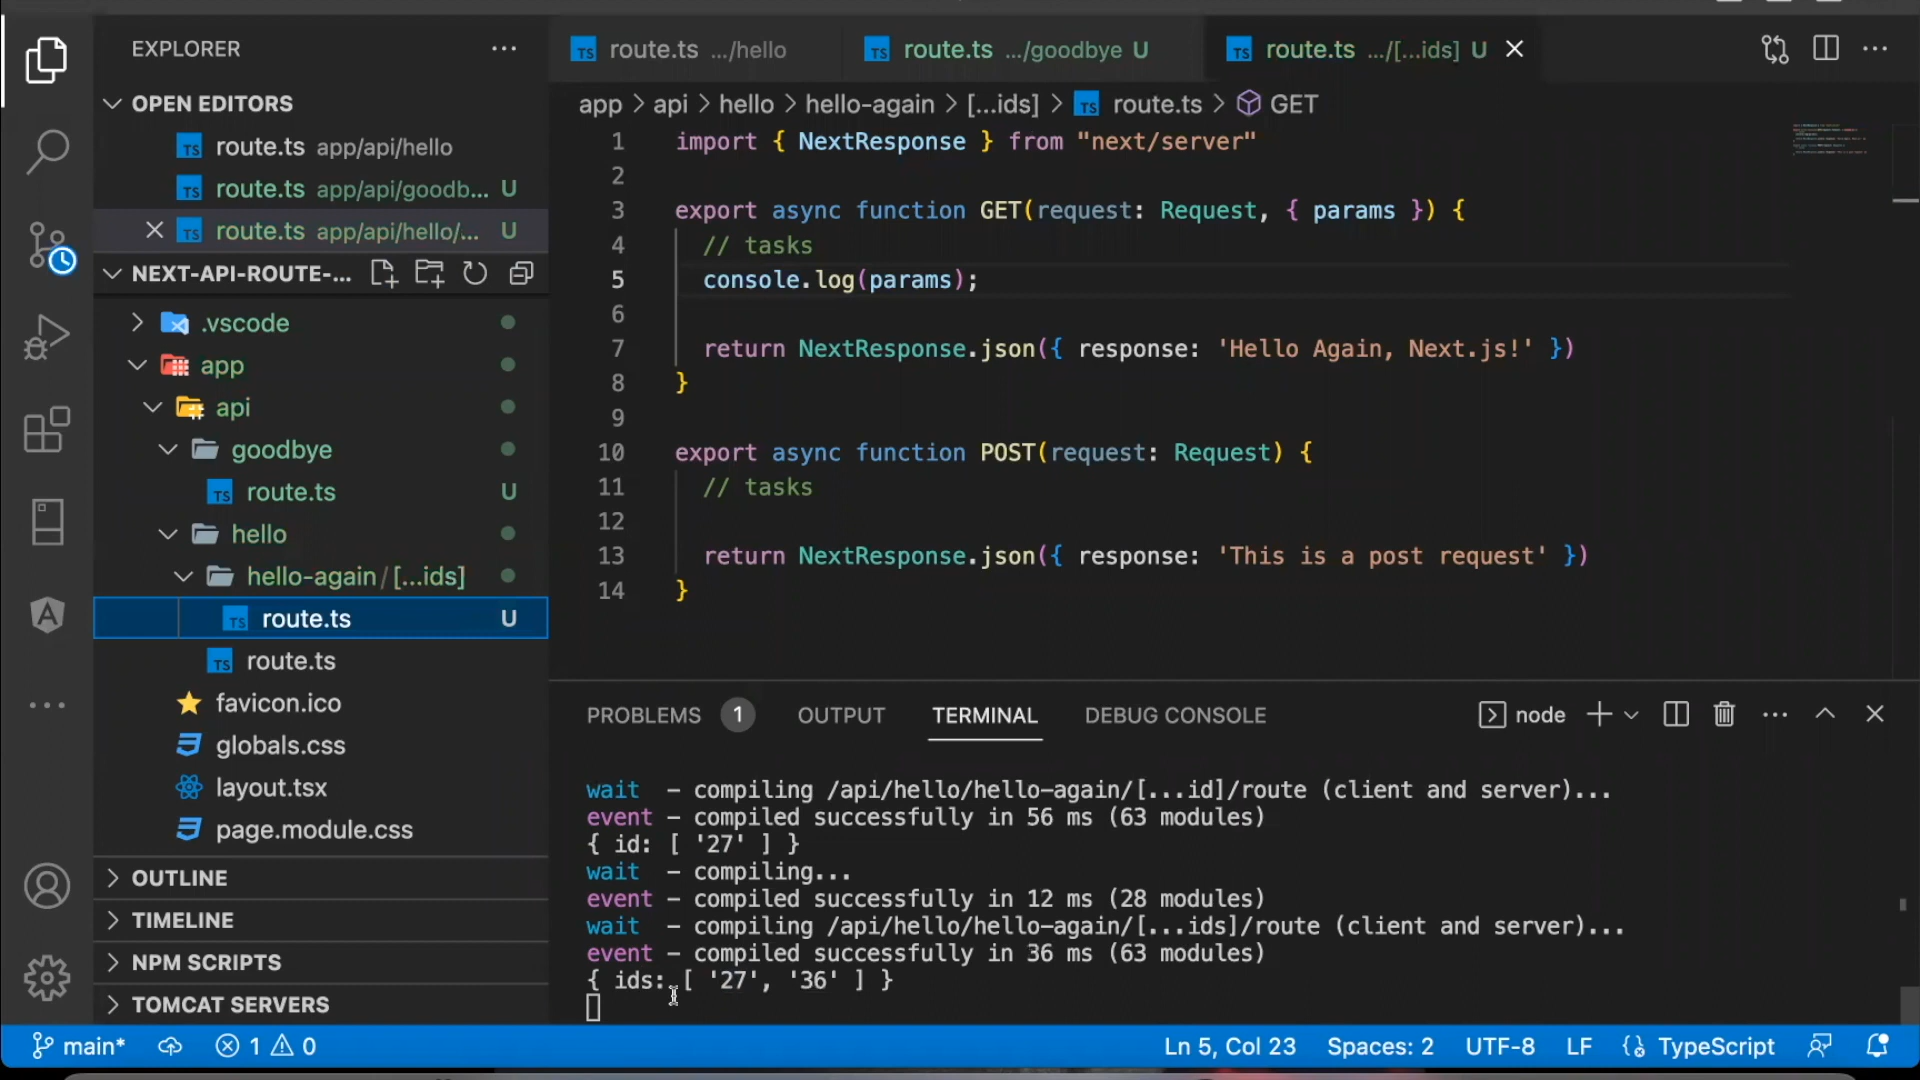 EXPLORER
OPEN EDITORS
route.ts app/api/hello
route.ts app/api/goodb... U
route.ts app/api/hello/... U
NEXT-API-ROUTE-...
.vscode
app
api
goodbye
route.ts U
hello
hello-again / [...ids]
route.ts U
route.ts
favicon.ico
globals.css
layout.tsx
page.module.css
OUTLINE
TIMELINE
NPM SCRIPTS
TOMCAT SERVERS
route.ts .../hello
route.ts .../goodbye U
route.ts .../[...ids] U
app > api > hello > hello-again > [...ids] > TS route.ts > GET
1 import { NextResponse } from "next/server"
2
3 export async function GET(request: Request, { params }) {
4 // tasks
5 console.log(params);
6
7 return NextResponse.json({ response: 'Hello Again, Next.js!' })
8 }
9
10 export async function POST(request: Request) {
11 // tasks
12
13 return NextResponse.json({ response: 'This is a post request' })
14 }
PROBLEMS 1 OUTPUT TERMINAL DEBUG CONSOLE node
wait – compiling /api/hello/hello-again/[...id]/route (client and server)...
event – compiled successfully in 56 ms (63 modules)
{ id: [ '27' ] }
wait – compiling...
event – compiled successfully in 12 ms (28 modules)
wait – compiling /api/hello/hello-again/[...ids]/route (client and server)...
event – compiled successfully in 36 ms (63 modules)
{ ids: [ '27', '36' ] }
main* 1 0 Ln 5, Col 23 Spaces: 2 UTF-8 LF TypeScript